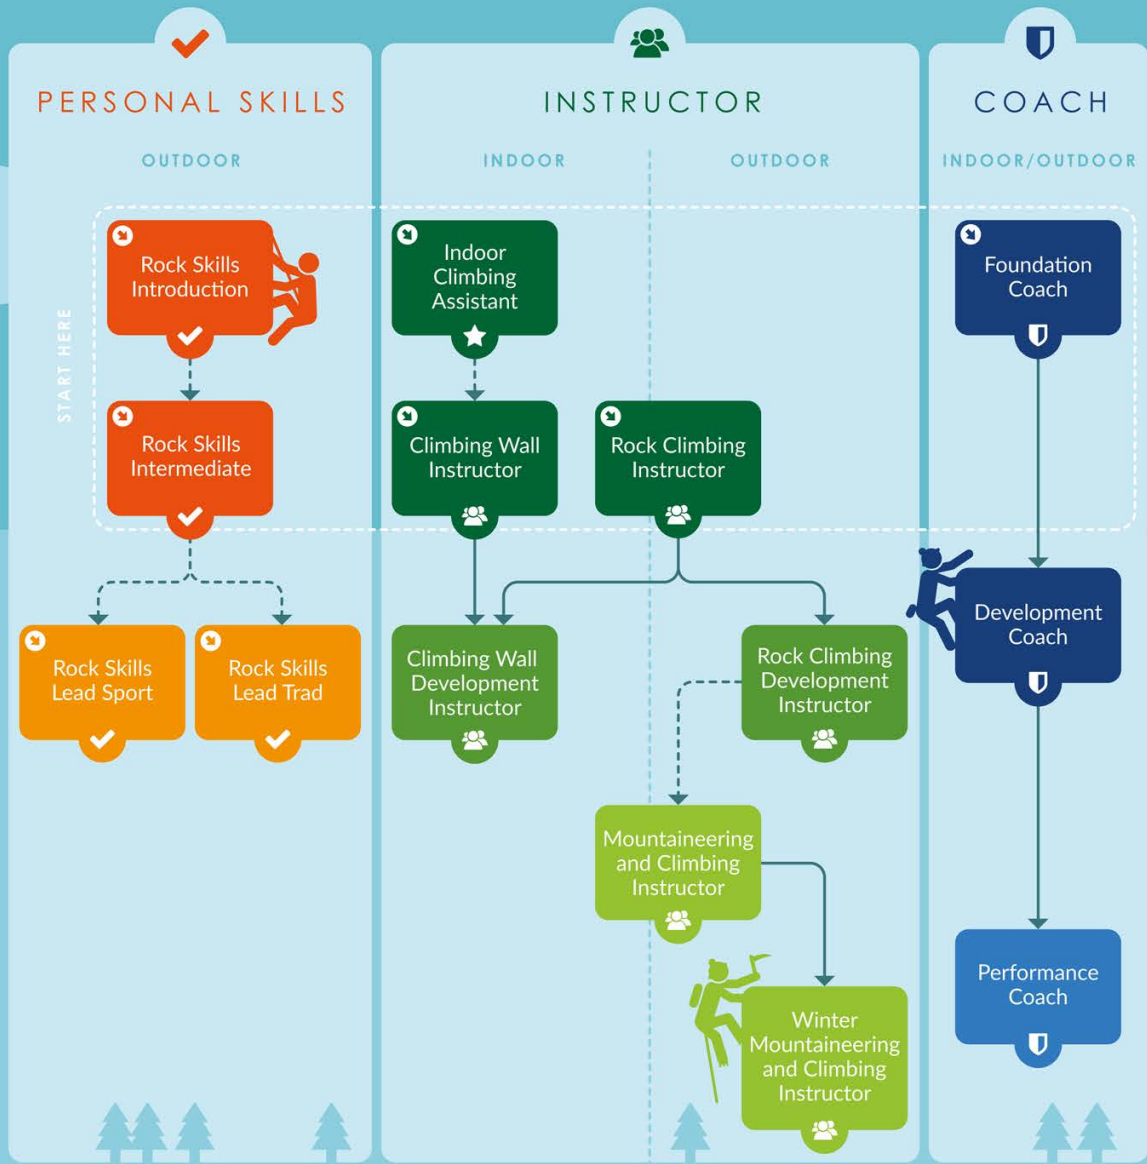 PERSONAL SKILLS
OUTDOOR
START HERE
Rock Skills
Introduction
Rock Skills
Intermediate
Rock Skills
Lead Sport
Rock Skills
Lead Trad
INSTRUCTOR
INDOOR
OUTDOOR
Indoor
Climbing
Assistant
Climbing Wall
Instructor
Rock Climbing
Instructor
Climbing Wall
Development
Instructor
Rock Climbing
Development
Instructor
Mountaineering
and Climbing
Instructor
Winter
Mountaineering
and Climbing
Instructor
COACH
INDOOR/OUTDOOR
Foundation
Coach
Development
Coach
Performance
Coach